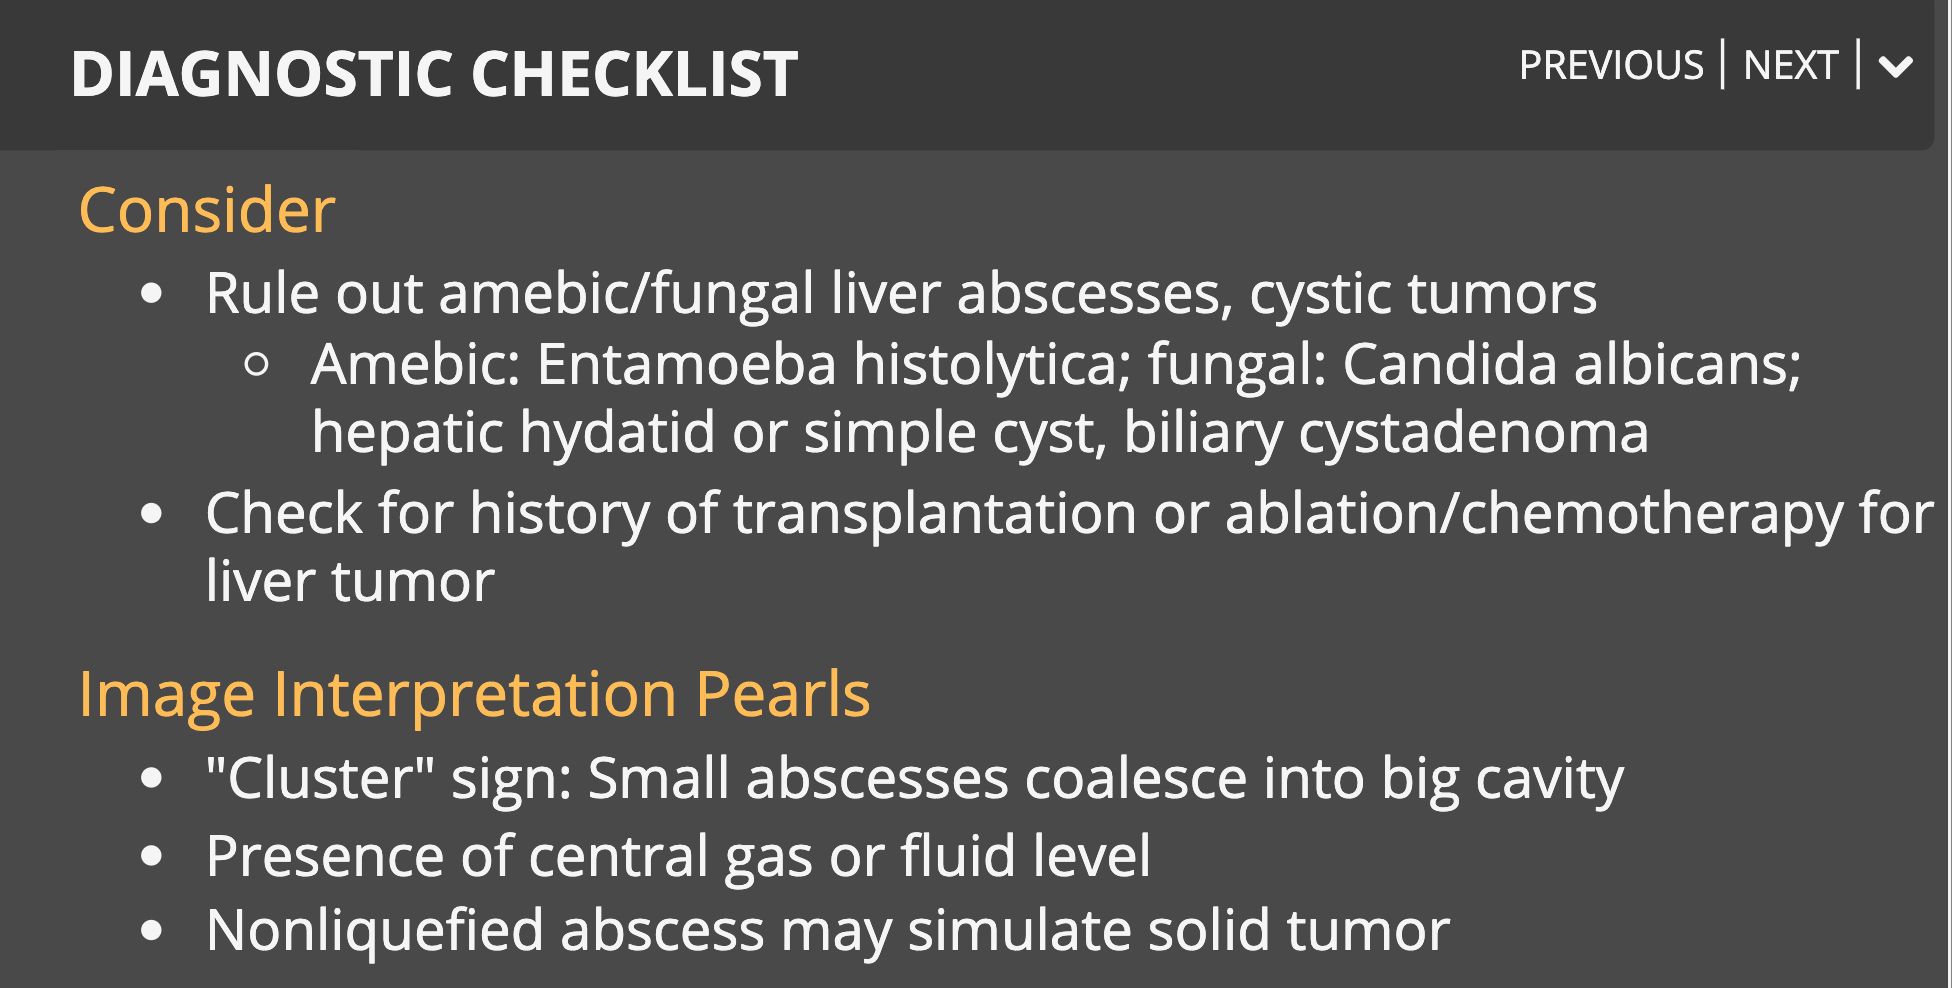 DIAGNOSTIC CHECKLIST
PREVIOUS | NEXT |
Consider
• Rule out amebic/fungal liver abscesses, cystic tumors
○ Amebic: Entamoeba histolytica; fungal: Candida albicans;
hepatic hydatid or simple cyst, biliary cystadenoma
• Check for history of transplantation or ablation/chemotherapy for
liver tumor
Image Interpretation Pearls
• "Cluster" sign: Small abscesses coalesce into big cavity
• Presence of central gas or fluid level
• Nonliquefied abscess may simulate solid tumor